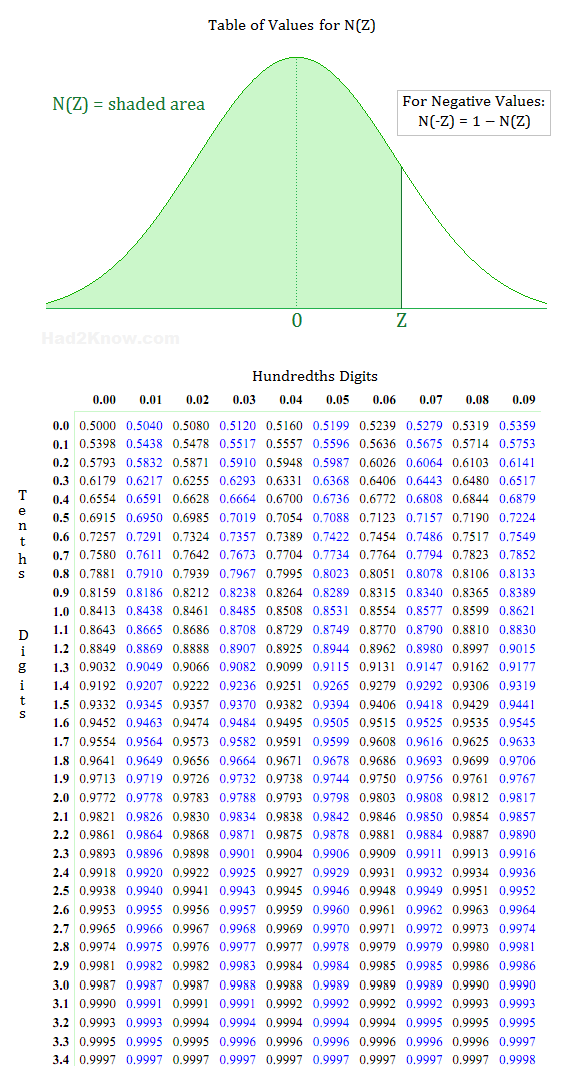 Table of Values for N(Z)
N(Z) = shaded area
For Negative Values:
N(-Z) = 1 − N(Z)
0 Z
Had2Know.com
Hundredths Digits
0.00 0.01 0.02 0.03 0.04 0.05 0.06 0.07 0.08 0.09
Tenths Digits
0.0 0.5000 0.5040 0.5080 0.5120 0.5160 0.5199 0.5239 0.5279 0.5319 0.5359
0.1 0.5398 0.5438 0.5478 0.5517 0.5557 0.5596 0.5636 0.5675 0.5714 0.5753
0.2 0.5793 0.5832 0.5871 0.5910 0.5948 0.5987 0.6026 0.6064 0.6103 0.6141
0.3 0.6179 0.6217 0.6255 0.6293 0.6331 0.6368 0.6406 0.6443 0.6480 0.6517
0.4 0.6554 0.6591 0.6628 0.6664 0.6700 0.6736 0.6772 0.6808 0.6844 0.6879
0.5 0.6915 0.6950 0.6985 0.7019 0.7054 0.7088 0.7123 0.7157 0.7190 0.7224
0.6 0.7257 0.7291 0.7324 0.7357 0.7389 0.7422 0.7454 0.7486 0.7517 0.7549
0.7 0.7580 0.7611 0.7642 0.7673 0.7704 0.7734 0.7764 0.7794 0.7823 0.7852
0.8 0.7881 0.7910 0.7939 0.7967 0.7995 0.8023 0.8051 0.8078 0.8106 0.8133
0.9 0.8159 0.8186 0.8212 0.8238 0.8264 0.8289 0.8315 0.8340 0.8365 0.8389
1.0 0.8413 0.8438 0.8461 0.8485 0.8508 0.8531 0.8554 0.8577 0.8599 0.8621
1.1 0.8643 0.8665 0.8686 0.8708 0.8729 0.8749 0.8770 0.8790 0.8810 0.8830
1.2 0.8849 0.8869 0.8888 0.8907 0.8925 0.8944 0.8962 0.8980 0.8997 0.9015
1.3 0.9032 0.9049 0.9066 0.9082 0.9099 0.9115 0.9131 0.9147 0.9162 0.9177
1.4 0.9192 0.9207 0.9222 0.9236 0.9251 0.9265 0.9279 0.9292 0.9306 0.9319
1.5 0.9332 0.9345 0.9357 0.9370 0.9382 0.9394 0.9406 0.9418 0.9429 0.9441
1.6 0.9452 0.9463 0.9474 0.9484 0.9495 0.9505 0.9515 0.9525 0.9535 0.9545
1.7 0.9554 0.9564 0.9573 0.9582 0.9591 0.9599 0.9608 0.9616 0.9625 0.9633
1.8 0.9641 0.9649 0.9656 0.9664 0.9671 0.9678 0.9686 0.9693 0.9699 0.9706
1.9 0.9713 0.9719 0.9726 0.9732 0.9738 0.9744 0.9750 0.9756 0.9761 0.9767
2.0 0.9772 0.9778 0.9783 0.9788 0.9793 0.9798 0.9803 0.9808 0.9812 0.9817
2.1 0.9821 0.9826 0.9830 0.9834 0.9838 0.9842 0.9846 0.9850 0.9854 0.9857
2.2 0.9861 0.9864 0.9868 0.9871 0.9875 0.9878 0.9881 0.9884 0.9887 0.9890
2.3 0.9893 0.9896 0.9898 0.9901 0.9904 0.9906 0.9909 0.9911 0.9913 0.9916
2.4 0.9918 0.9920 0.9922 0.9925 0.9927 0.9929 0.9931 0.9932 0.9934 0.9936
2.5 0.9938 0.9940 0.9941 0.9943 0.9945 0.9946 0.9948 0.9949 0.9951 0.9952
2.6 0.9953 0.9955 0.9956 0.9957 0.9959 0.9960 0.9961 0.9962 0.9963 0.9964
2.7 0.9965 0.9966 0.9967 0.9968 0.9969 0.9970 0.9971 0.9972 0.9973 0.9974
2.8 0.9974 0.9975 0.9976 0.9977 0.9977 0.9978 0.9979 0.9979 0.9980 0.9981
2.9 0.9981 0.9982 0.9982 0.9983 0.9984 0.9984 0.9985 0.9985 0.9986 0.9986
3.0 0.9987 0.9987 0.9987 0.9988 0.9988 0.9989 0.9989 0.9989 0.9990 0.9990
3.1 0.9990 0.9991 0.9991 0.9991 0.9992 0.9992 0.9992 0.9992 0.9993 0.9993
3.2 0.9993 0.9993 0.9994 0.9994 0.9994 0.9994 0.9994 0.9995 0.9995 0.9995
3.3 0.9995 0.9995 0.9995 0.9996 0.9996 0.9996 0.9996 0.9996 0.9996 0.9997
3.4 0.9997 0.9997 0.9997 0.9997 0.9997 0.9997 0.9997 0.9997 0.9997 0.9998